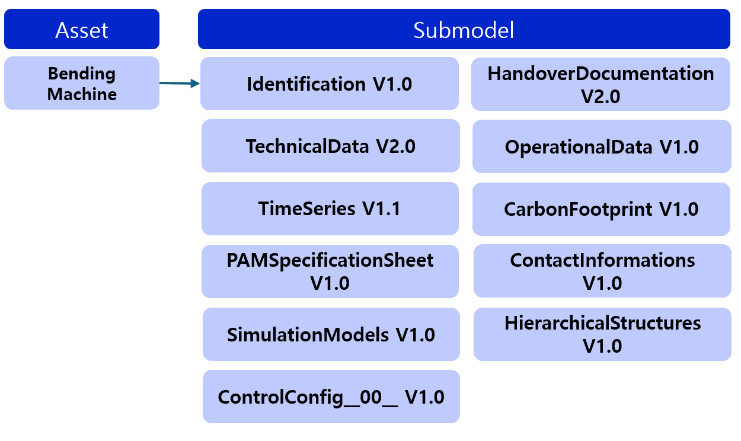 Asset
Submodel
Bending
Machine
Identification V1.0
HandoverDocumentation
V2.0
TechnicalData V2.0
OperationalData V1.0
TimeSeries V1.1
CarbonFootprint V1.0
PAMSpecificationSheet
V1.0
ContactInformations
V1.0
SimulationModels V1.0
HierarchicalStructures
V1.0
ControlConfig__00__ V1.0